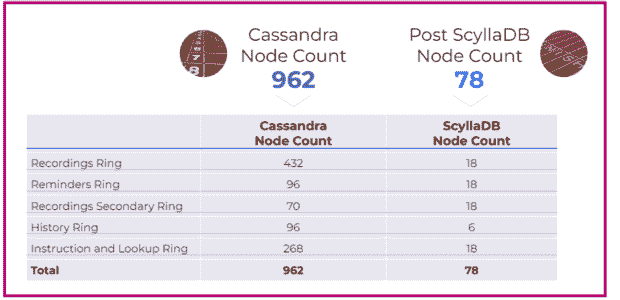 Cassandra Node Count 962
Post ScyllaDB Node Count 78
Cassandra Node Count
ScyllaDB Node Count
Recordings Ring 432 18
Reminders Ring 96 18
Recordings Secondary Ring 70 18
History Ring 96 6
Instruction and Lookup Ring 268 18
Total 962 78